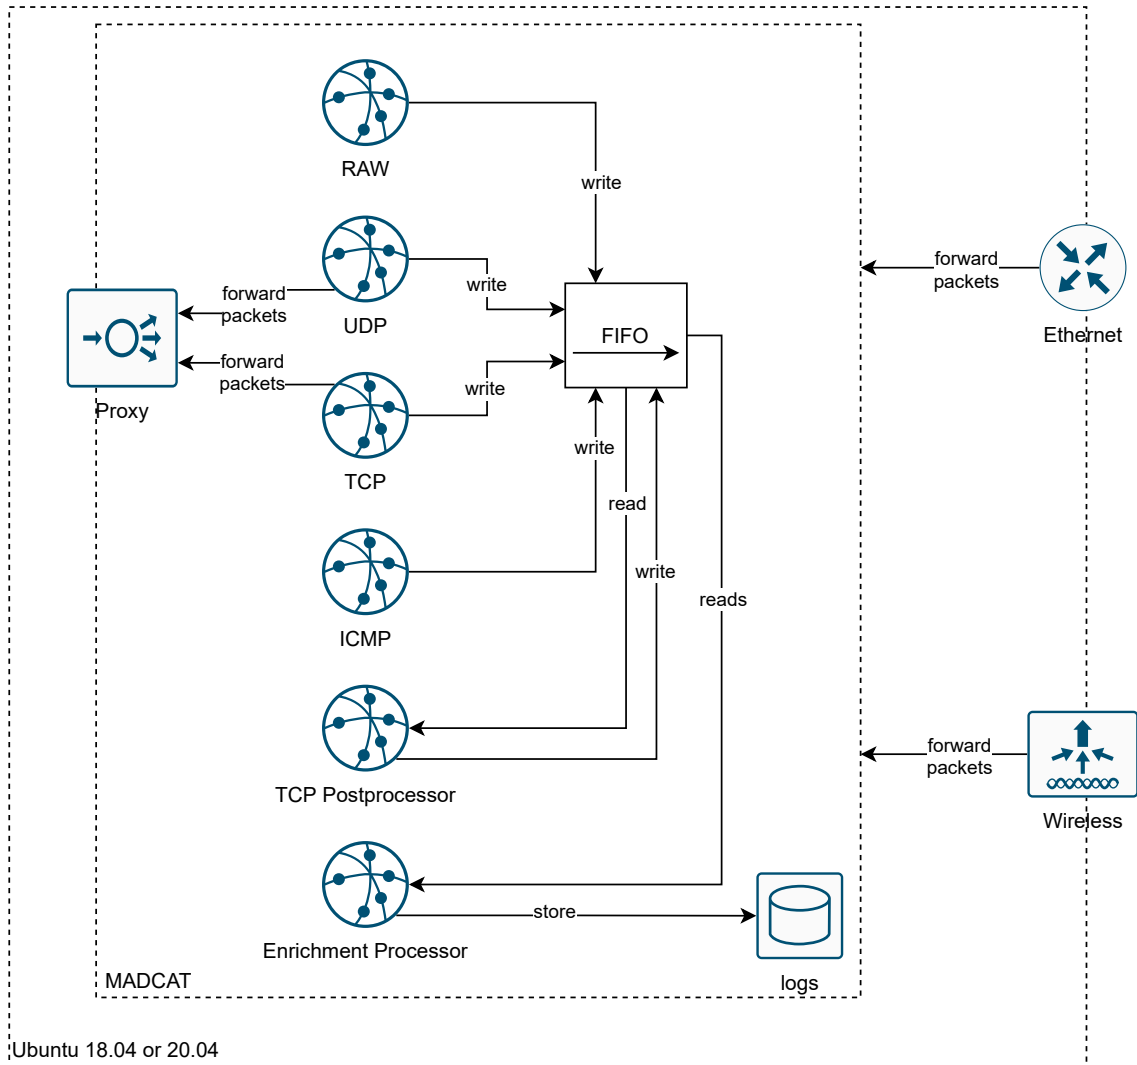 RAW
write
UDP
write
forward
packets
forward
packets
Proxy
TCP
write
FIFO
forward
packets
Ethernet
write
read
write
reads
ICMP
TCP Postprocessor
forward
packets
Wireless
Enrichment Processor
store
logs
MADCAT
Ubuntu 18.04 or 20.04